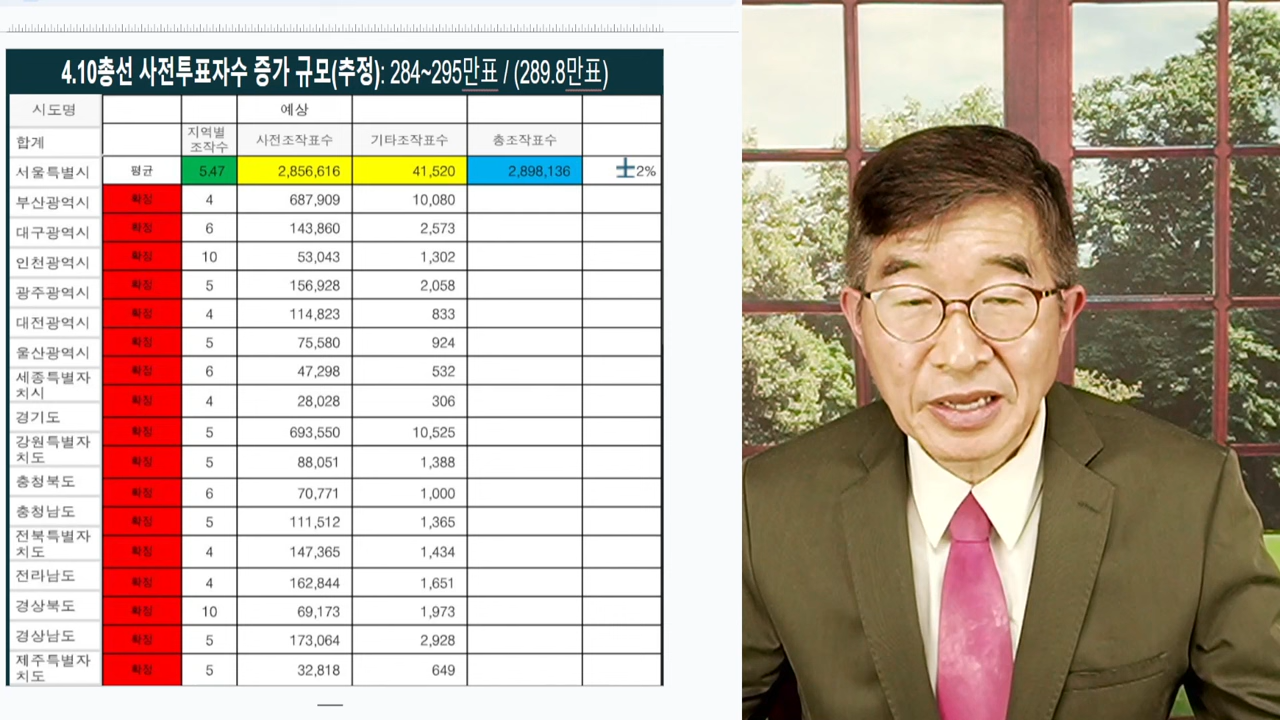 4.10총선 사전투표자수 증가 규모(추정): 284~295만표 / (289.8만표)
시도명 예상
합계 지역별 조작수 사전조작표수 기타조작표수 총조작표수
서울특별시 평균 5.47 2,856,616 41,520 2,898,136 ±2%
부산광역시 확정 4 687,909 10,080
대구광역시 확정 6 143,860 2,573
인천광역시 확정 10 53,043 1,302
광주광역시 확정 5 156,928 2,058
대전광역시 확정 4 114,823 833
울산광역시 확정 5 75,580 924
세종특별자치시 확정 6 47,298 532
확정 4 28,028 306
경기도 확정 5 693,550 10,525
강원특별자치도 확정 5 88,051 1,388
충청북도 확정 6 70,771 1,000
충청남도 확정 5 111,512 1,365
전북특별자치도 확정 4 147,365 1,434
전라남도 확정 4 162,844 1,651
경상북도 확정 10 69,173 1,973
경상남도 확정 5 173,064 2,928
제주특별자치도 확정 5 32,818 649